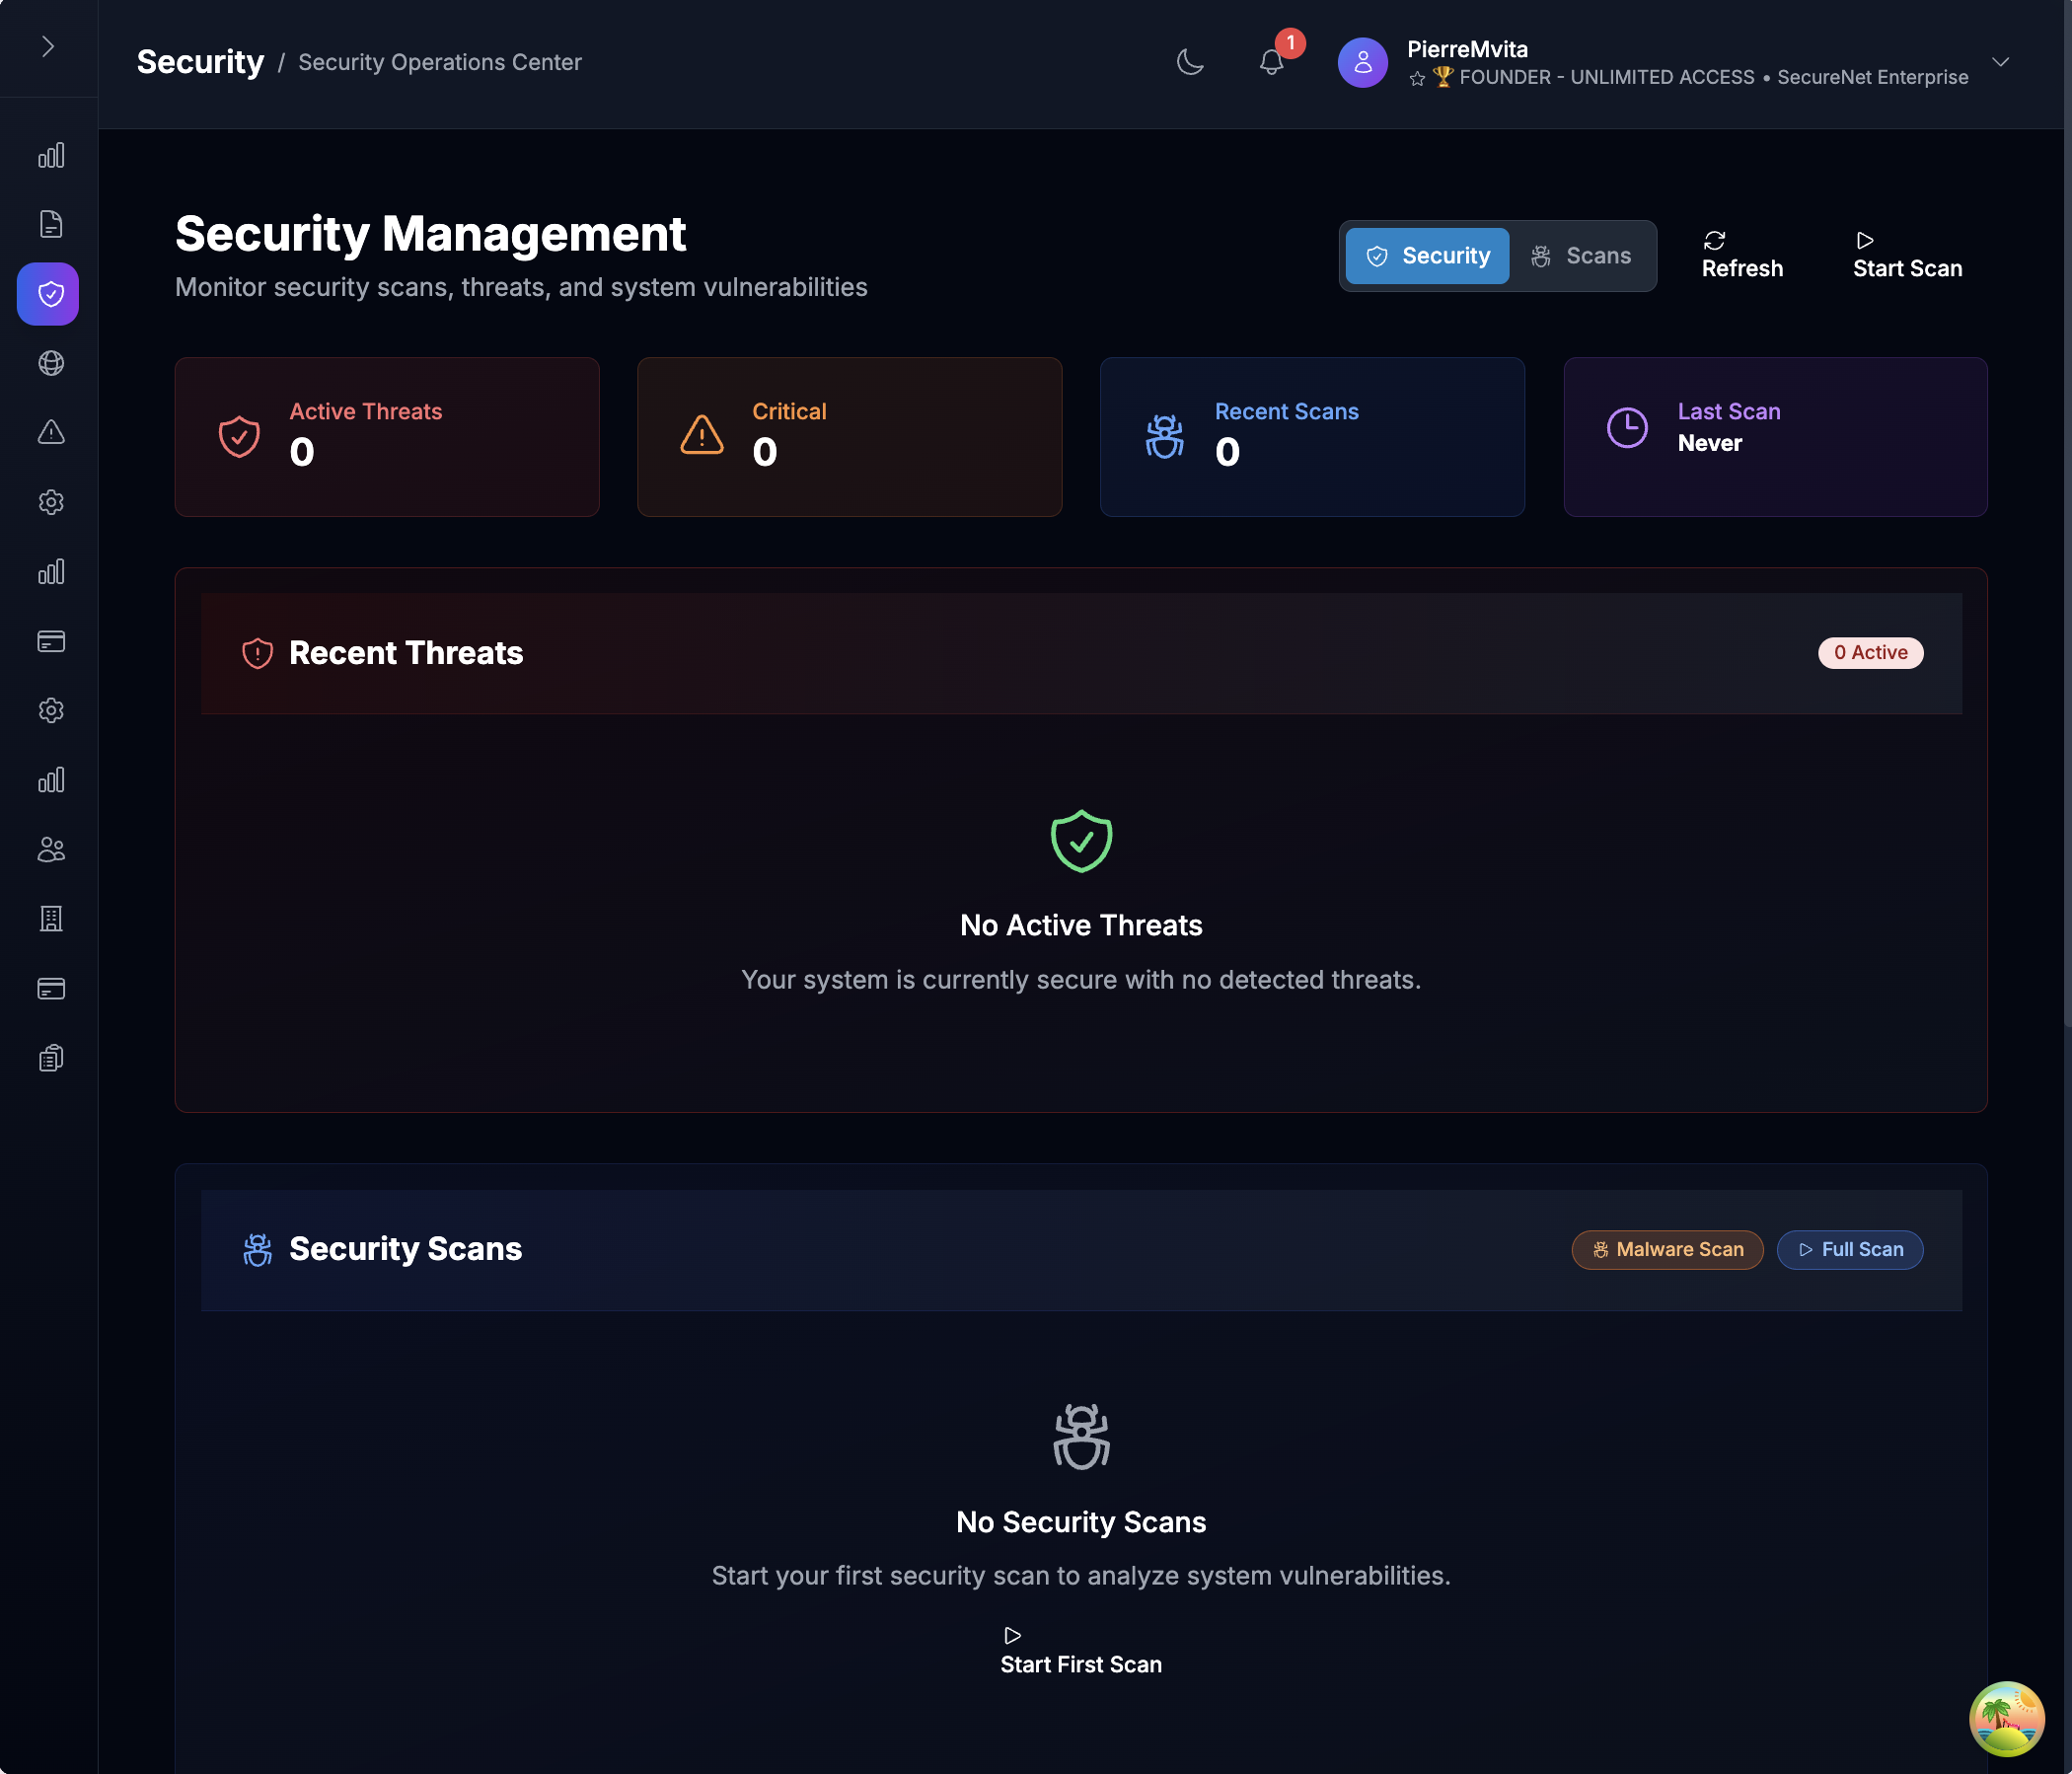 Security / Security Operations Center
1
PierreMvita
🏆 FOUNDER - UNLIMITED ACCESS • SecureNet Enterprise
Security Management
Monitor security scans, threats, and system vulnerabilities
Security
Scans
Refresh
Start Scan
Active Threats
0
Critical
0
Recent Scans
0
Last Scan
Never
Recent Threats
0 Active
No Active Threats
Your system is currently secure with no detected threats.
Security Scans
Malware Scan
Full Scan
No Security Scans
Start your first security scan to analyze system vulnerabilities.
Start First Scan